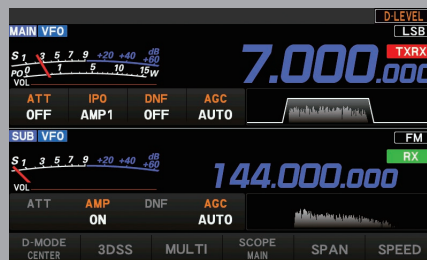 D-LEVEL
MAIN VFO
LSB
S 1 3 5 7 9 +20 +40 +60 dB
PO 0 1 5 10 15 W
VOL
7.000.000
TXRX
ATT IPO DNF AGC
OFF AMP1 OFF AUTO
SUB VFO
FM
S 1 3 5 7 9 +20 +40 +60 dB
RX
VOL
144.000.000
ATT AMP DNF AGC
ON AUTO
D-MODE 3DSS MULTI SCOPE SPAN SPEED
CENTER MAIN